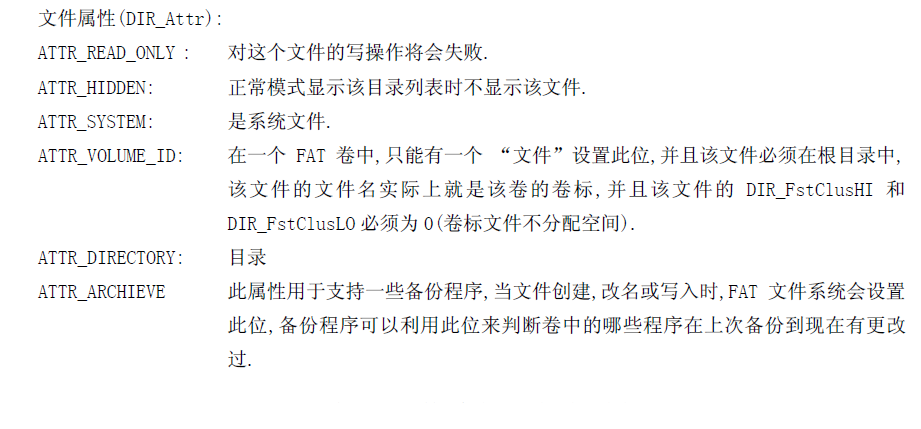 文件属性(DIR_Attr):
ATTR_READ_ONLY : 对这个文件的写操作将会失败.
ATTR_HIDDEN: 正常模式显示该目录列表时不显示该文件.
ATTR_SYSTEM: 是系统文件.
ATTR_VOLUME_ID: 在一个 FAT 卷中,只能有一个 “文件”设置此位,并且该文件必须在根目录中,
该文件的文件名实际上就是该卷的卷标,并且该文件的 DIR_FstClusHI 和
DIR_FstClusLO 必须为 0(卷标文件不分配空间).
ATTR_DIRECTORY: 目录
ATTR_ARCHIEVE 此属性用于支持一些备份程序,当文件创建,改名或写入时,FAT 文件系统会设置
此位,备份程序可以利用此位来判断卷中的哪些程序在上次备份到现在有更改
过.